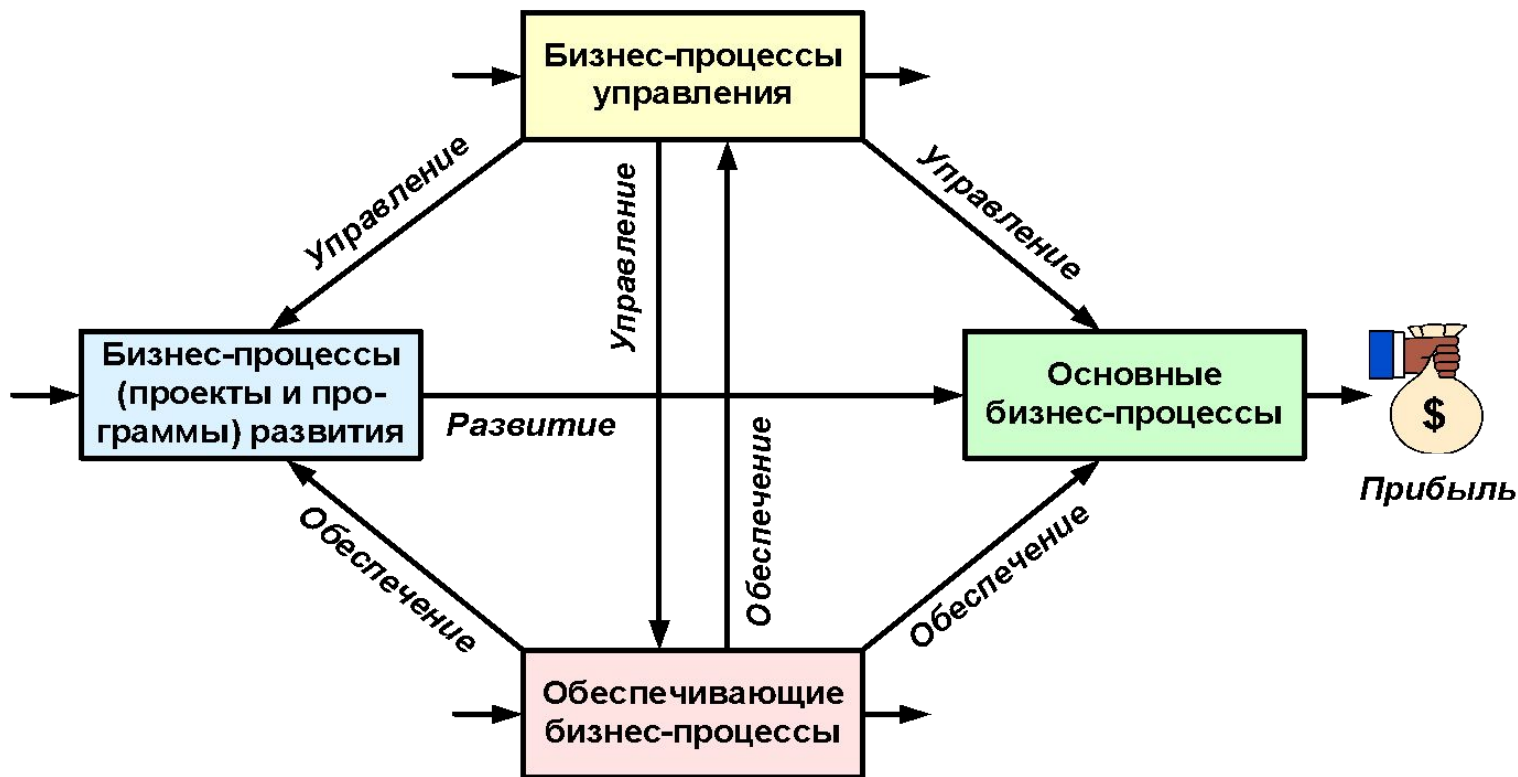 Бизнес-процессы
управления
Управление
Управление
Управление
Бизнес-процессы
(проекты и про-
граммы) развития
Развитие
Обеспечение
Основные
бизнес-процессы
$
Прибыль
Обеспечение
Обеспечение
Обеспечивающие
бизнес-процессы